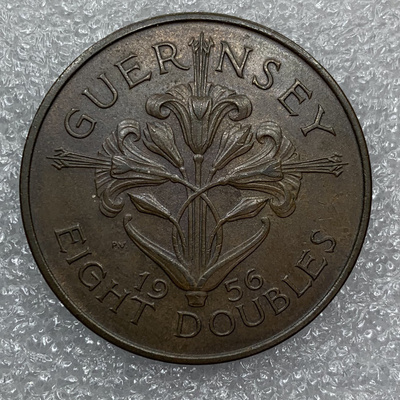 GUERNSEY
P.V.
19 56
EIGHT DOUBLES